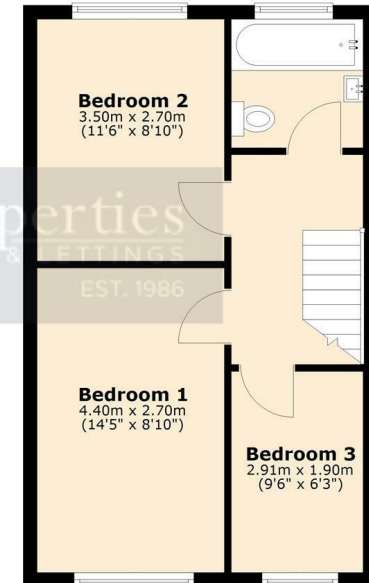 Bedroom 2
3.50m x 2.70m
(11'6" x 8'10")
perties
& LETTINGS
EST. 1986
Bedroom 1
4.40m x 2.70m
(14'5" x 8'10")
Bedroom 3
2.91m x 1.90m
(9'6" x 6'3")